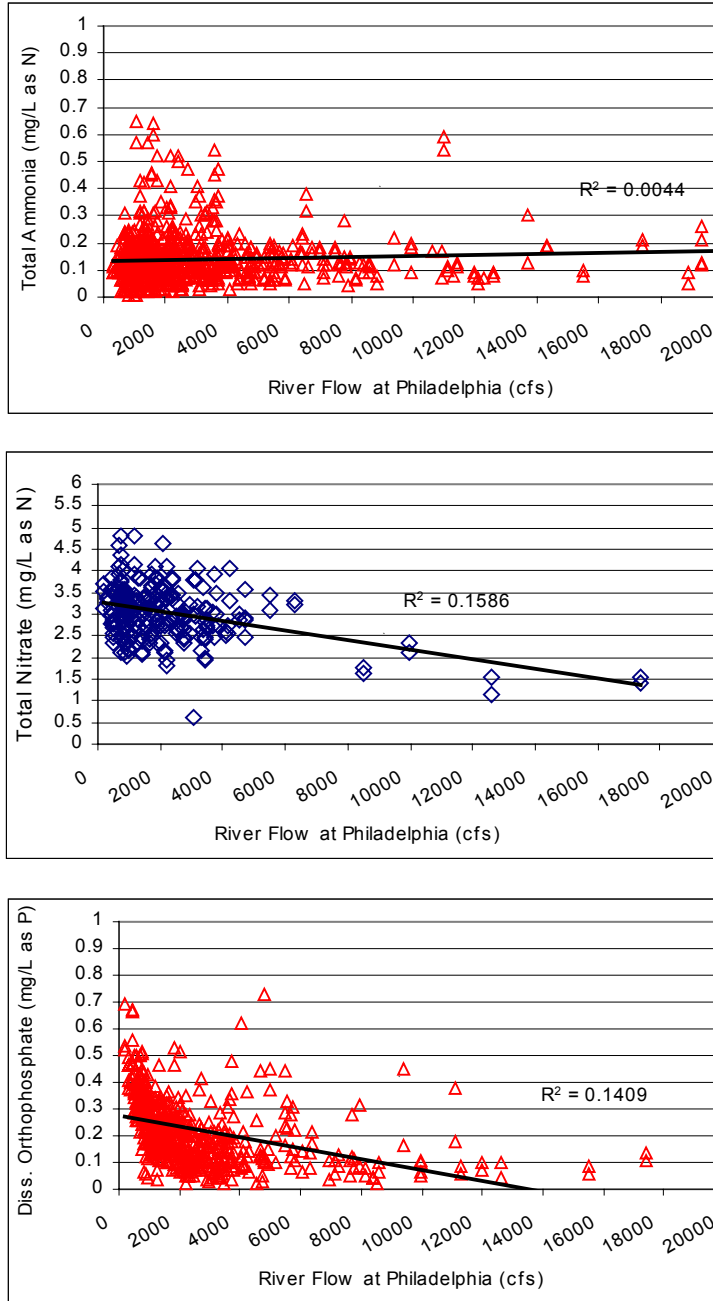 1
0.9
0.8
0.7
0.6
0.5
0.4
0.3
0.2
0.1
0
Total Ammonia (mg/L as N)
R² = 0.0044
0 2000 4000 6000 8000 10000 12000 14000 16000 18000 20000
River Flow at Philadelphia (cfs)
6
5.5
5
4.5
4
3.5
3
2.5
2
1.5
1
0.5
0
Total Nitrate (mg/L as N)
R² = 0.1586
0 2000 4000 6000 8000 10000 12000 14000 16000 18000 20000
River Flow at Philadelphia (cfs)
1
0.9
0.8
0.7
0.6
0.5
0.4
0.3
0.2
0.1
0
Diss. Orthophosphate (mg/L as P)
R² = 0.1409
0 2000 4000 6000 8000 10000 12000 14000 16000 18000 20000
River Flow at Philadelphia (cfs)